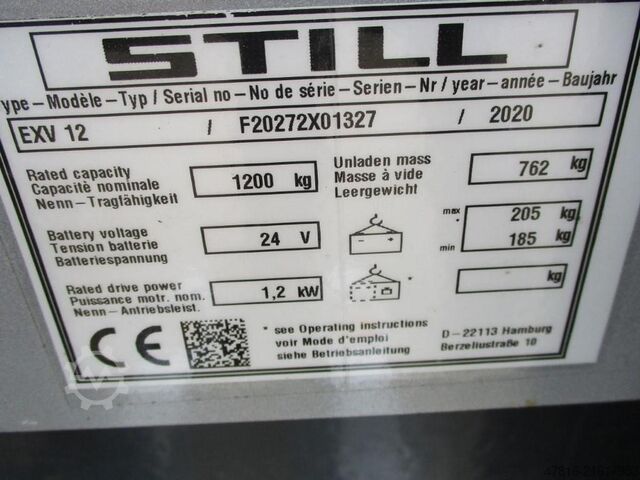 STILL
ype – Modèle – Typ / Serial no – No de série – Serien – Nr / year – année – Baujahr
EXV 12 / F20272X01327 / 2020
Rated capacity
Capacité nominale
Nenn – Tragfähigkeit
1200 kg
Unladen mass
Masse à vide
Leergewicht
762 kg
Battery voltage
Tension batterie
Batteriespannung
24 V
max * 205 kg
min 185 kg
Rated drive power
Puissance motr. nom.
Nenn – Antriebsleist.
1,2 kW
* kg
CE
* see Operating instructions
voir Mode d'emploi
siehe Betriebsanleitung
D – 22113 Hamburg
Berzeliusstraße 10